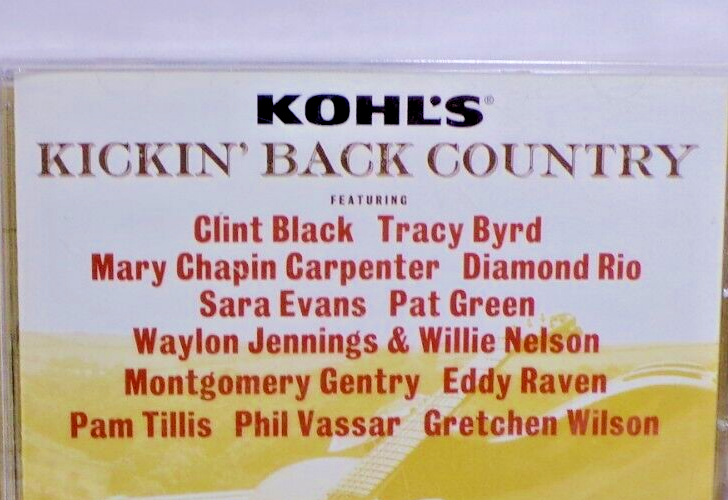 KOHL'S®
KICKIN' BACK COUNTRY
FEATURING
Clint Black Tracy Byrd
Mary Chapin Carpenter Diamond Rio
Sara Evans Pat Green
Waylon Jennings & Willie Nelson
Montgomery Gentry Eddy Raven
Pam Tillis Phil Vassar Gretchen Wilson